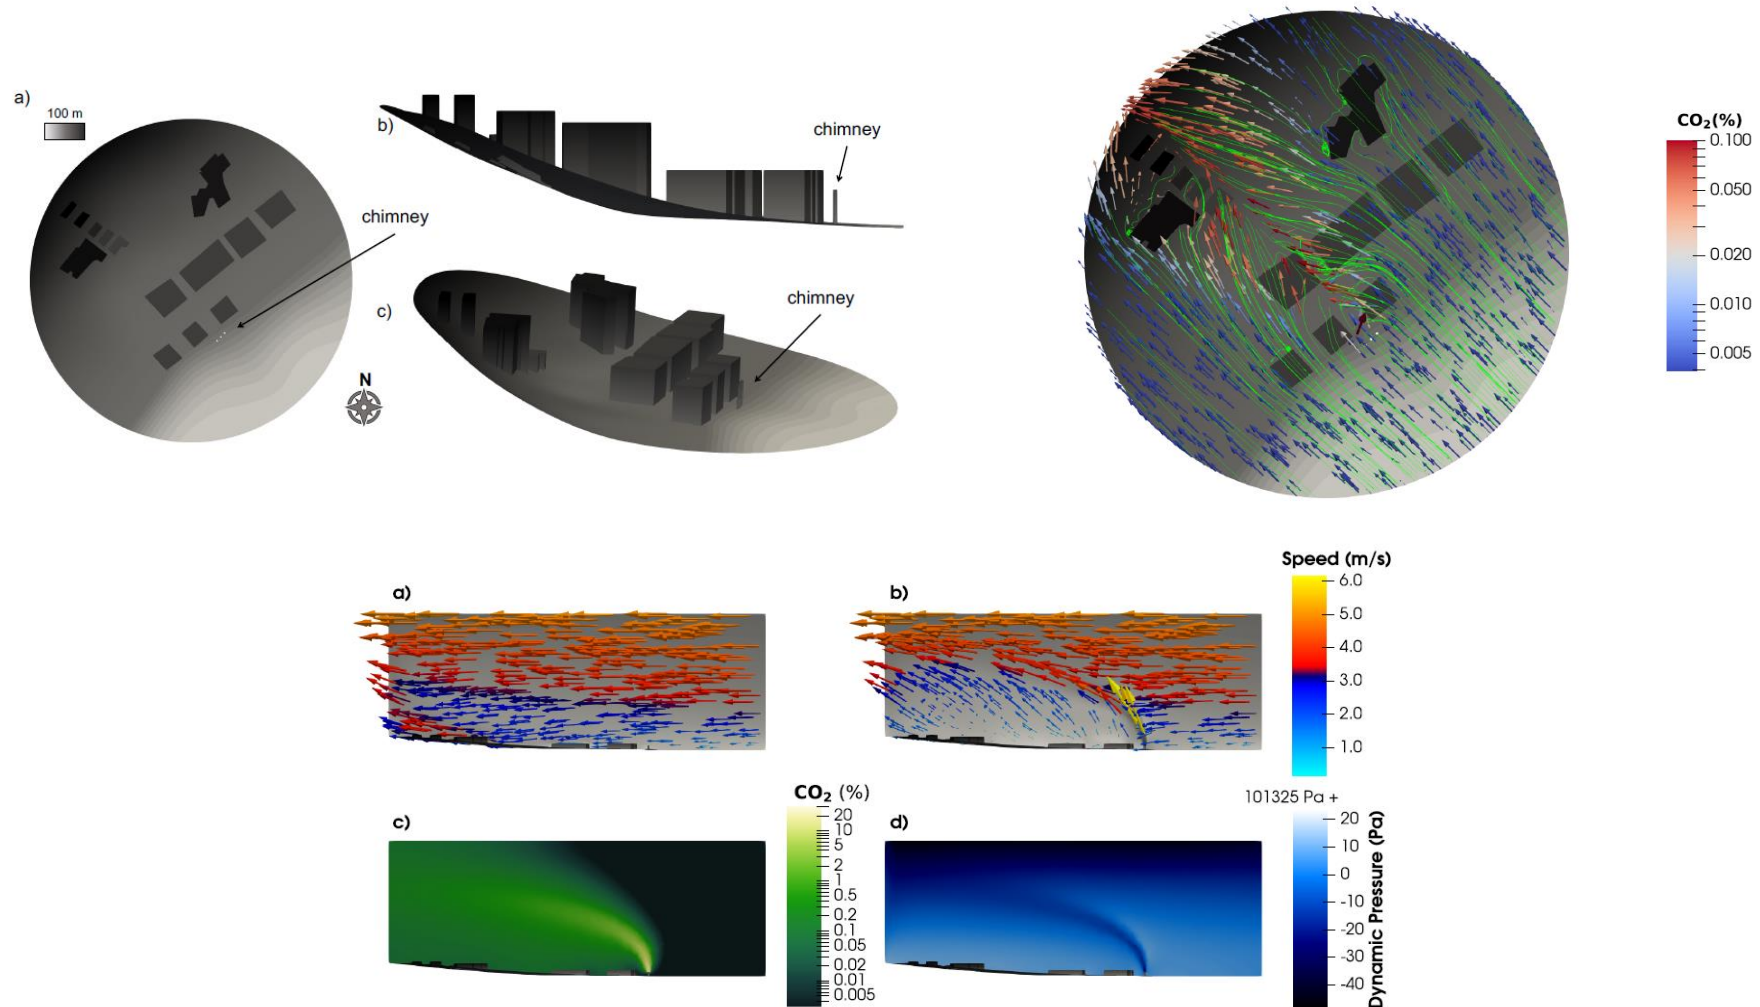 a)
100 m
chimney
N
b)
chimney
c)
chimney
CO₂(%)
0.100
0.050
0.020
0.010
0.005
a)
b)
Speed (m/s)
6.0
5.0
4.0
3.0
2.0
1.0
c)
CO₂ (%)
20
10
5
2
1
0.5
0.2
0.1
0.05
0.02
0.01
0.005
d)
101325 Pa +
20
10
0
-10
-20
-30
-40
Dynamic Pressure (Pa)